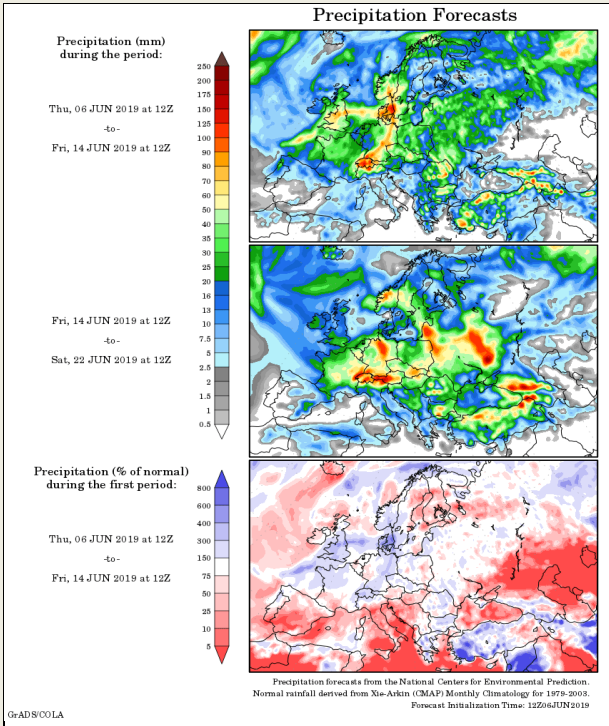 Precipitation Forecasts
Precipitation (mm)
during the period:
Thu, 06 JUN 2019 at 12Z
-to-
Fri, 14 JUN 2019 at 12Z
250
200
175
150
125
100
90
80
70
60
50
40
35
30
25
20
16
13
10
7.5
5
2.5
2
1.5
1
0.5
Fri, 14 JUN 2019 at 12Z
-to-
Sat, 22 JUN 2019 at 12Z
Precipitation (% of normal)
during the first period:
Thu, 06 JUN 2019 at 12Z
-to-
Fri, 14 JUN 2019 at 12Z
800
600
400
300
150
75
50
25
10
5
Precipitation forecasts from the National Centers for Environmental Prediction.
Normal rainfall derived from Xie-Arkin (CMAP) Monthly Climatology for 1979-2003.
Forecast Initialization Time: 12Z06JUN2019
GrADS/COLA